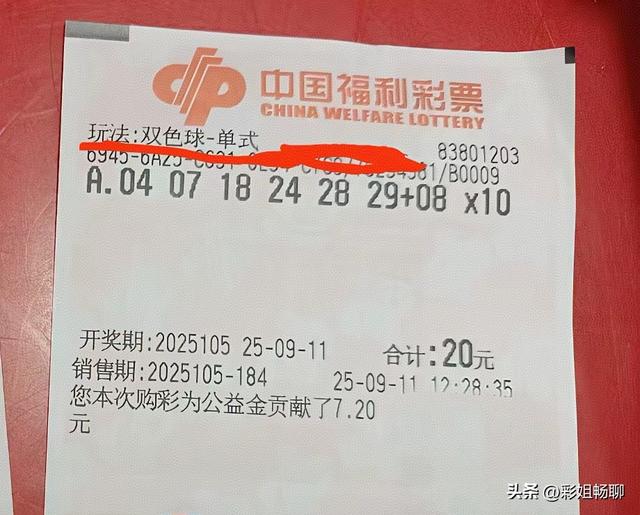 中国福利彩票
CHINA WELFARE LOTTERY
玩法:双色球-单式
83801203
/B0009
A.04 07 18 24 28 29+08 x10
开奖期:2025105 25-09-11
合计:20元
销售期:2025105-184
25-09-11 12:28:35
您本次购彩为公益金贡献了7.20
元
头条 @彩姐畅聊